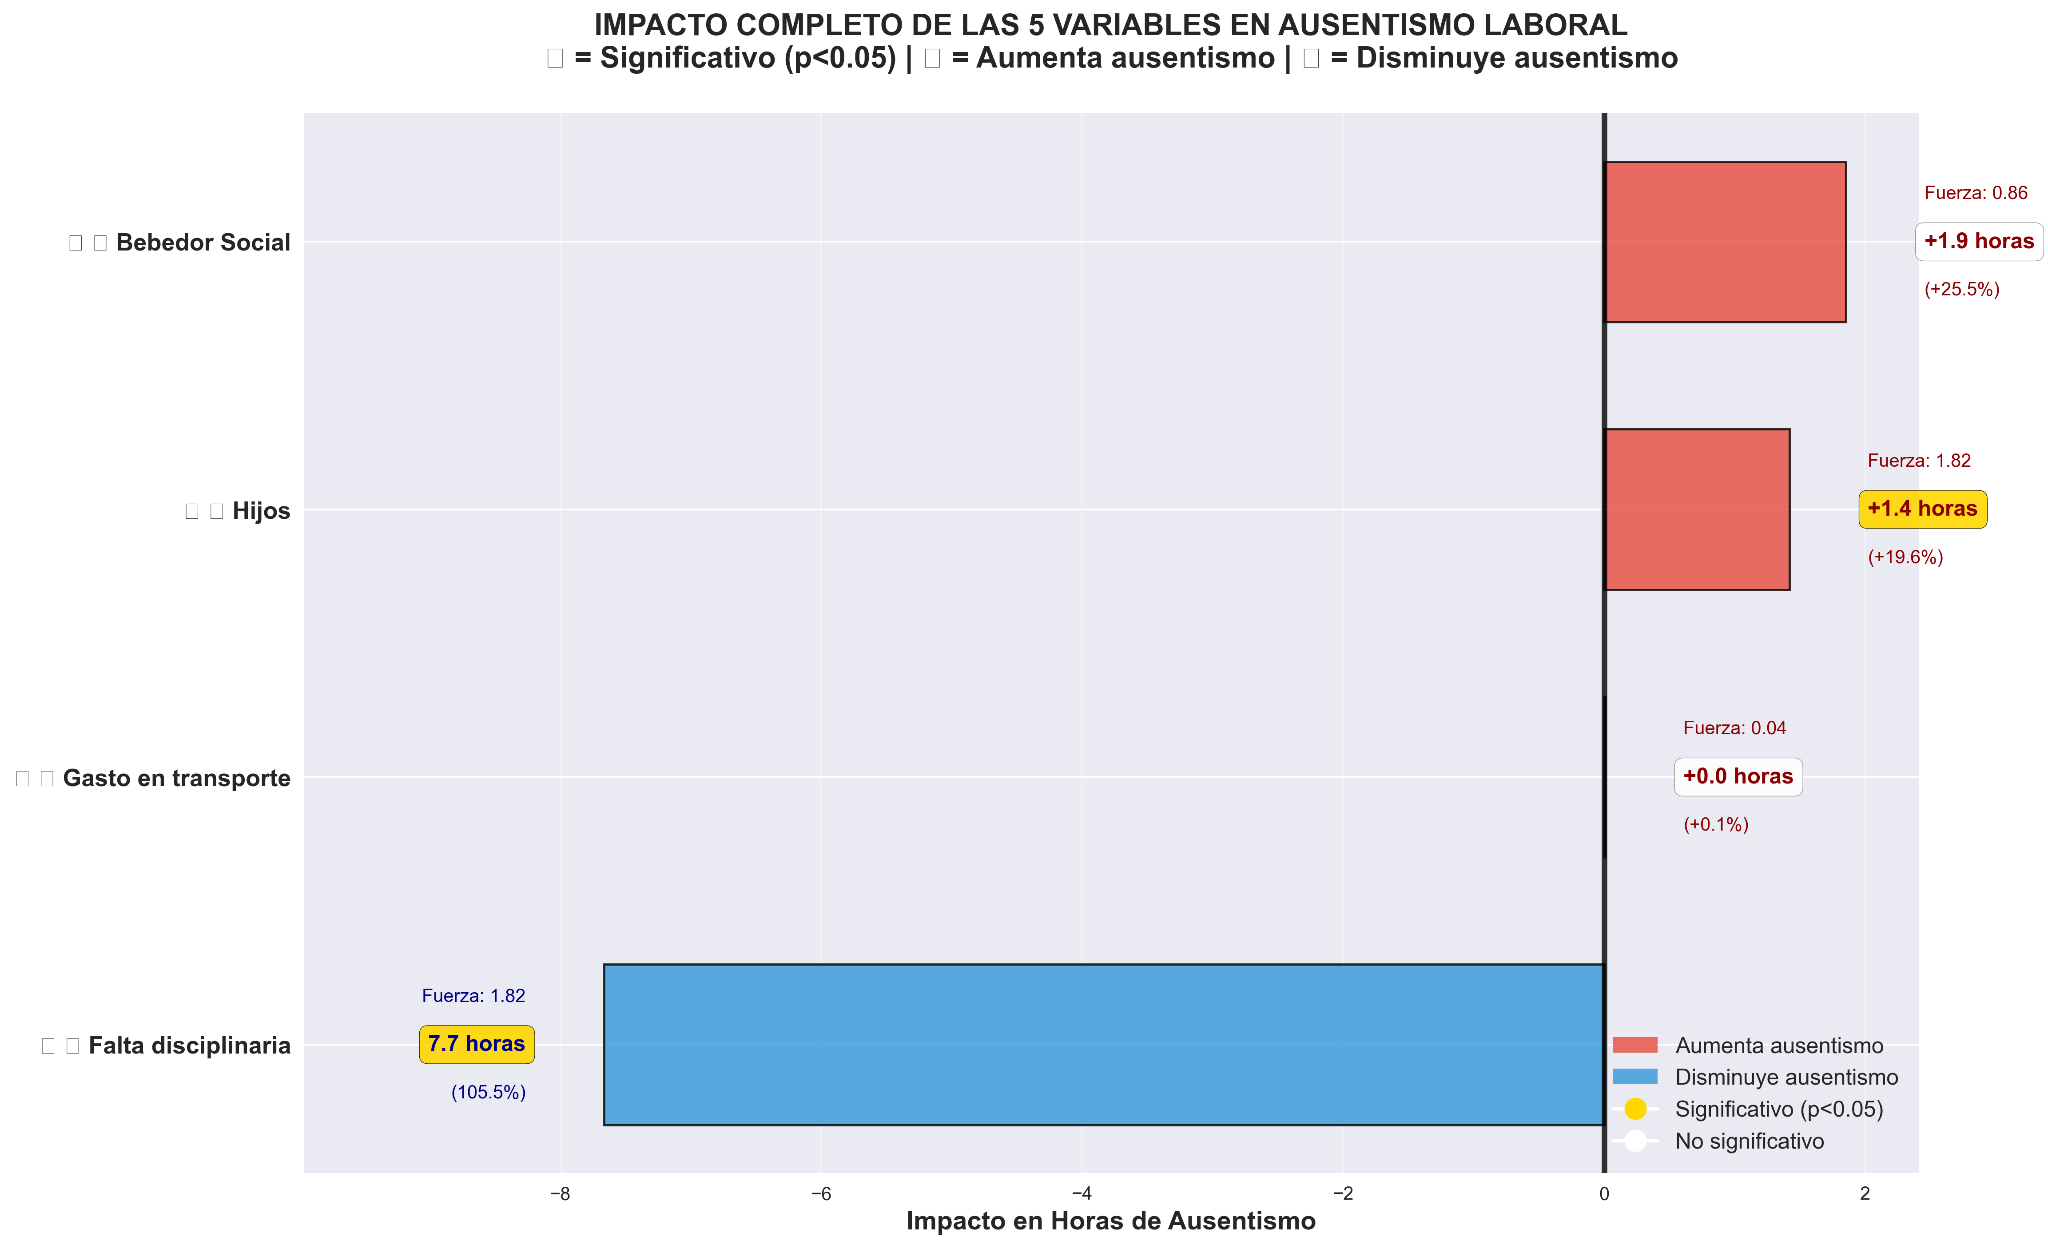 IMPACTO COMPLETO DE LAS 5 VARIABLES EN AUSENTISMO LABORAL
▯ = Significativo (p<0.05) | ▯ = Aumenta ausentismo | ▯ = Disminuye ausentismo
▯ ▯ Bebedor Social
Fuerza: 0.86
+1.9 horas
(+25.5%)
▯ ▯ Hijos
Fuerza: 1.82
+1.4 horas
(+19.6%)
▯ ▯ Gasto en transporte
Fuerza: 0.04
+0.0 horas
(+0.1%)
▯ ▯ Falta disciplinaria
Fuerza: 1.82
7.7 horas
(105.5%)
Aumenta ausentismo
Disminuye ausentismo
Significativo (p<0.05)
No significativo
−8 −6 −4 −2 0 2
Impacto en Horas de Ausentismo